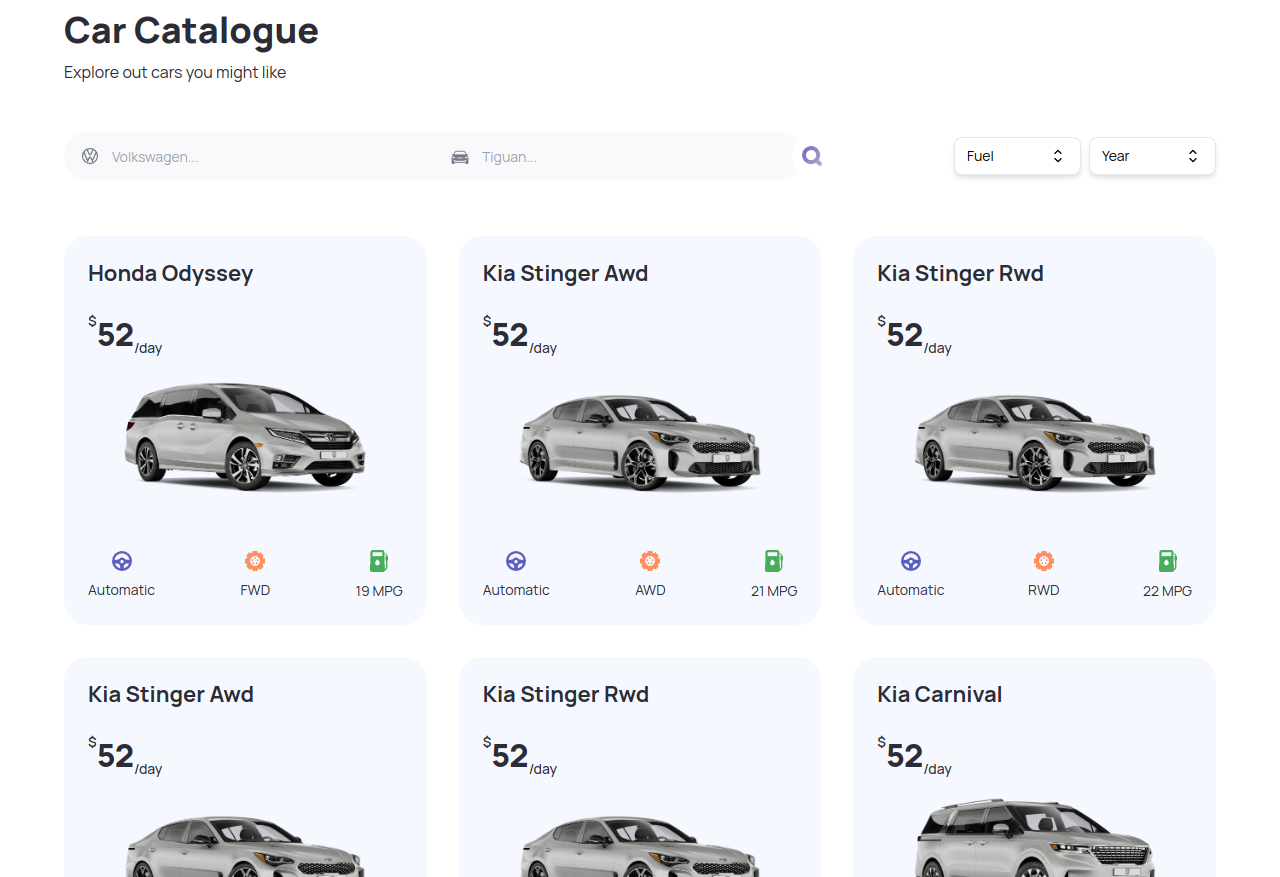 Car Catalogue
Explore out cars you might like
Volkswagen... Tiguan... Fuel Year
Honda Odyssey Kia Stinger Awd Kia Stinger Rwd
$52/day $52/day $52/day
Automatic FWD 19 MPG Automatic AWD 21 MPG Automatic RWD 22 MPG
Kia Stinger Awd Kia Stinger Rwd Kia Carnival
$52/day $52/day $52/day